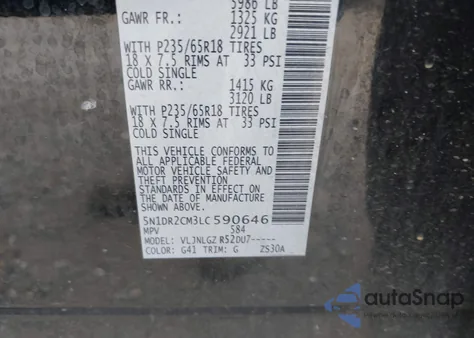 5986 LB
GAWR FR.: 1325 KG
2921 LB
WITH P235/65R18 TIRES
18 X 7.5 RIMS AT 33 PSI
COLD SINGLE
GAWR RR.: 1415 KG
3120 LB
WITH P235/65R18 TIRES
18 X 7.5 RIMS AT 33 PSI
COLD SINGLE
THIS VEHICLE CONFORMS TO
ALL APPLICABLE FEDERAL
MOTOR VEHICLE SAFETY
AND THEFT PREVENTION
STANDARDS IN EFFECT ON
THE DATE OF MANUFACTURE
SHOWN ABOVE.
5N1DR2CM3LC590646
MPV 584
MODEL: VLJNLGZ R52DU7-----
COLOR: G41 TRIM: G ZS30A
autoSnap